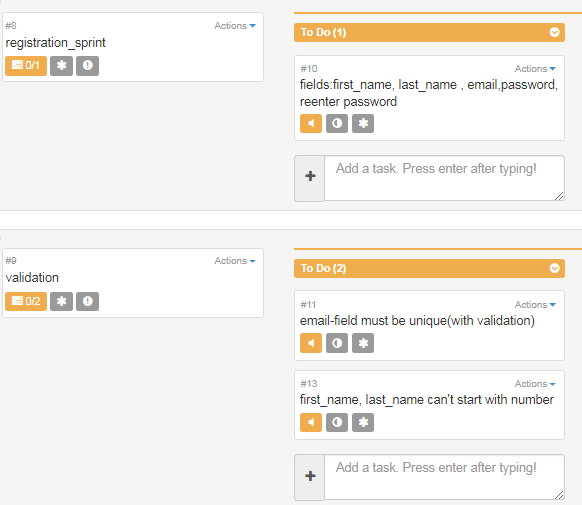 #8 Actions
registration_sprint
0/1
To Do (1)
#10 Actions
fields:first_name, last_name , email,password,
reenter password
Add a task. Press enter after typing!
#9 Actions
validation
0/2
To Do (2)
#11 Actions
email-field must be unique(with validation)
#13 Actions
first_name, last_name can't start with number
Add a task. Press enter after typing!